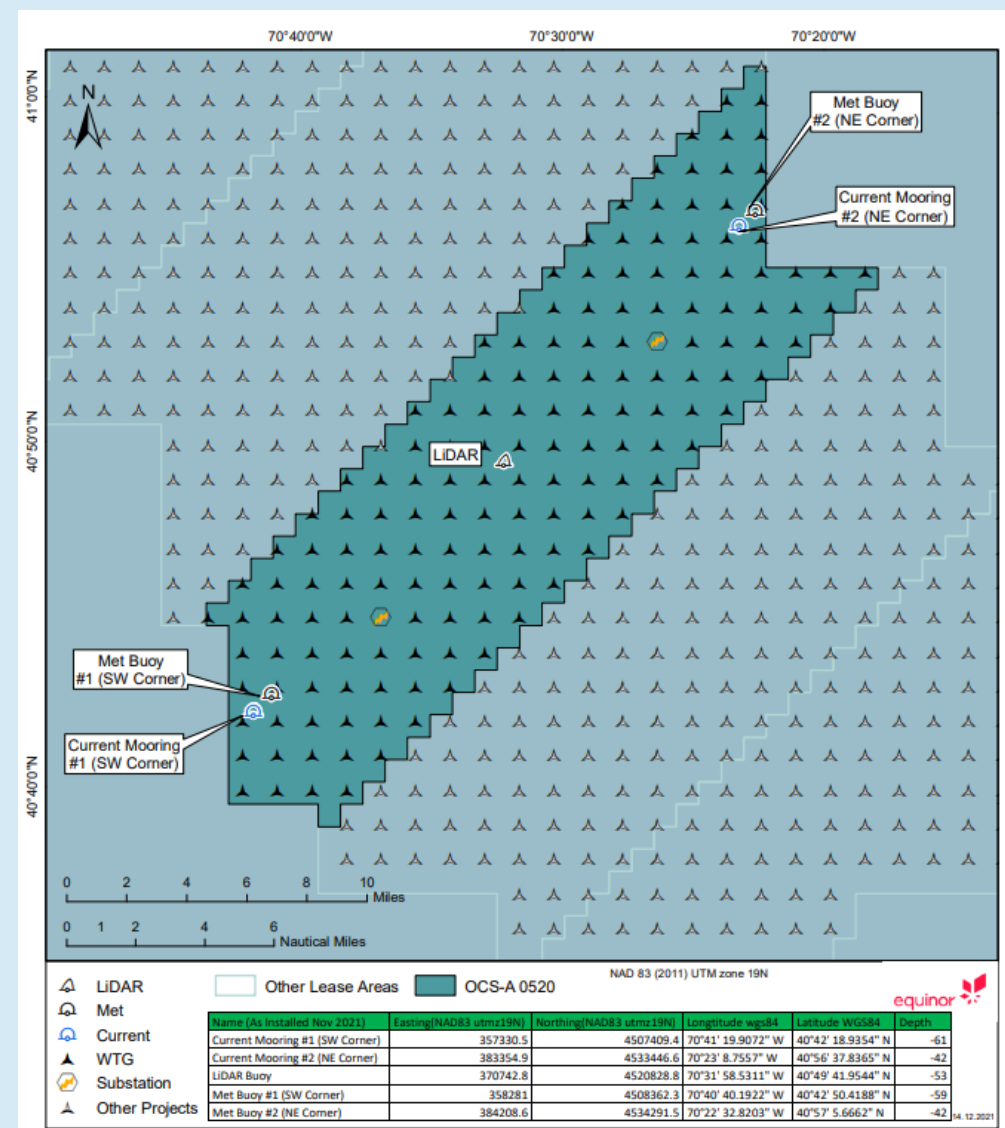 70°40'0"W 70°30'0"W 70°20'0"W
41°0'0"N
40°50'0"N
40°40'0"N
N
Met Buoy
#2 (NE Corner)
Current Mooring
#2 (NE Corner)
LiDAR
Met Buoy
#1 (SW Corner)
Current Mooring
#1 (SW Corner)
0 2 4 6 8 10
Miles
0 1 2 4 6
Nautical Miles
NAD 83 (2011) UTM zone 19N
LiDAR
Met
Current
WTG
Substation
Other Projects
Other Lease Areas
OCS-A 0520
equinor
Name (As Installed Nov 2021) Easting(NAD83 utmz19N) Northing(NAD83 utmz19N) Longtitude wgs84 Latitude WGS84 Depth
Current Mooring #1 (SW Corner) 357330.5 4507409.4 70°41' 19.9072" W 40°42' 18.9354" N -61
Current Mooring #2 (NE Corner) 383354.9 4533446.6 70°23' 8.7557" W 40°56' 37.8365" N -42
LiDAR Buoy 370742.8 4520828.8 70°31' 58.5311" W 40°49' 41.9544" N -53
Met Buoy #1 (SW Corner) 358281 4508362.3 70°40' 40.1922" W 40°42' 50.4188" N -59
Met Buoy #2 (NE Corner) 384208.6 4534291.5 70°22' 32.8203" W 40°57' 5.6662" N -42
14.12.2021